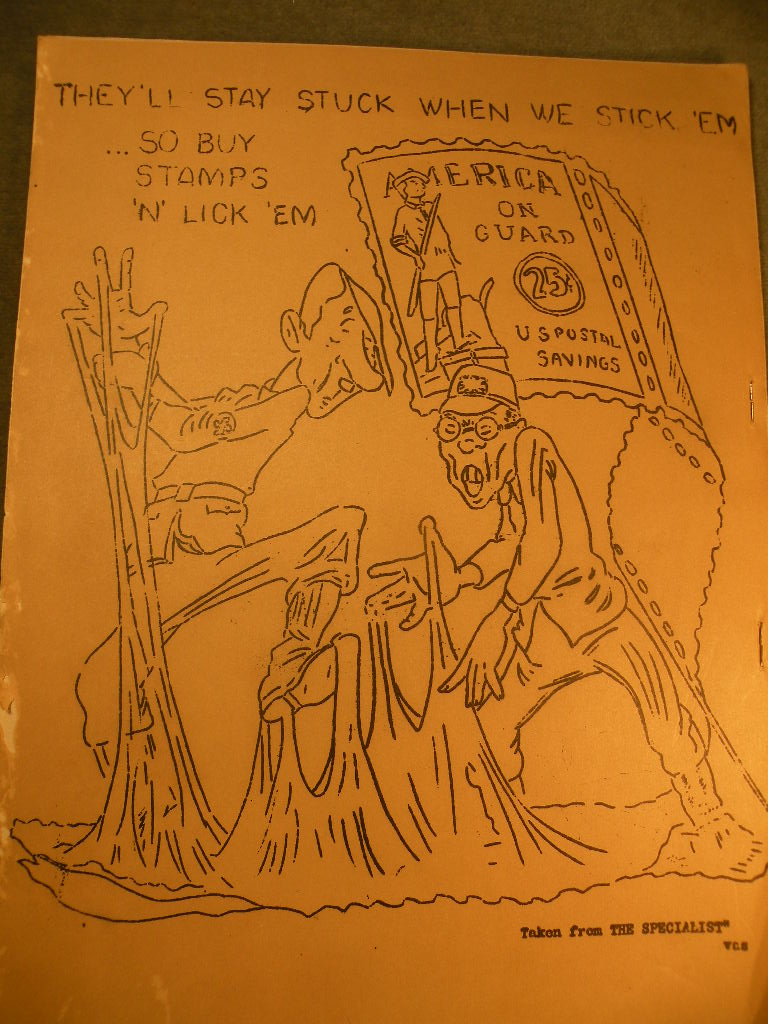 THEY'LL STAY STUCK WHEN WE STICK 'EM
...SO BUY
STAMPS
'N' LICK 'EM
AMERICA
ON
GUARD
25¢
U S POSTAL
SAVINGS
Taken from THE SPECIALIST"